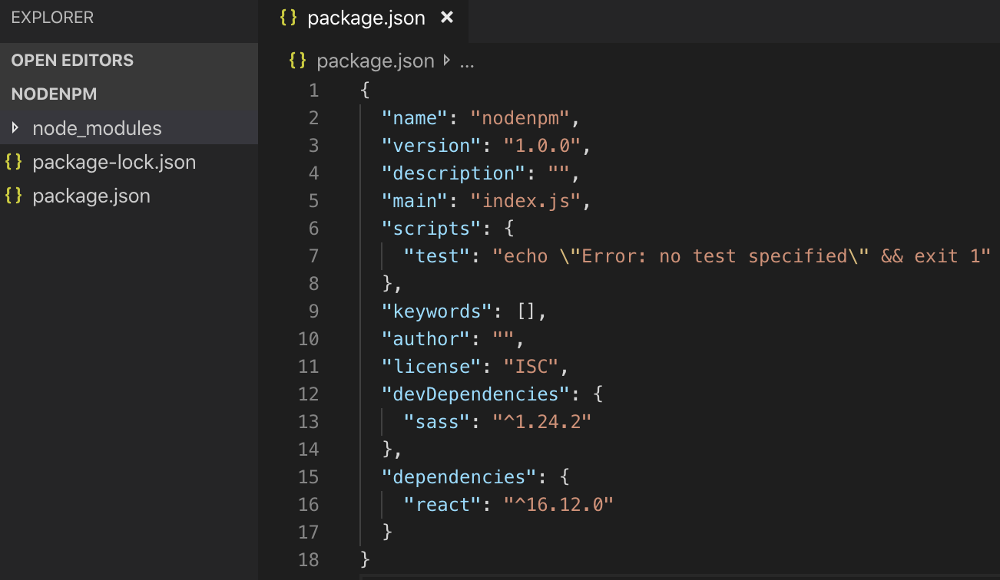 EXPLORER
OPEN EDITORS
NODENPM
node_modules
{} package-lock.json
{} package.json
{} package.json ×
{} package.json ...
1 {
2   "name": "nodenpm",
3   "version": "1.0.0",
4   "description": "",
5   "main": "index.js",
6   "scripts": {
7     "test": "echo \"Error: no test specified\" && exit 1"
8   },
9   "keywords": [],
10   "author": "",
11   "license": "ISC",
12   "devDependencies": {
13     "sass": "^1.24.2"
14   },
15   "dependencies": {
16     "react": "^16.12.0"
17   }
18 }